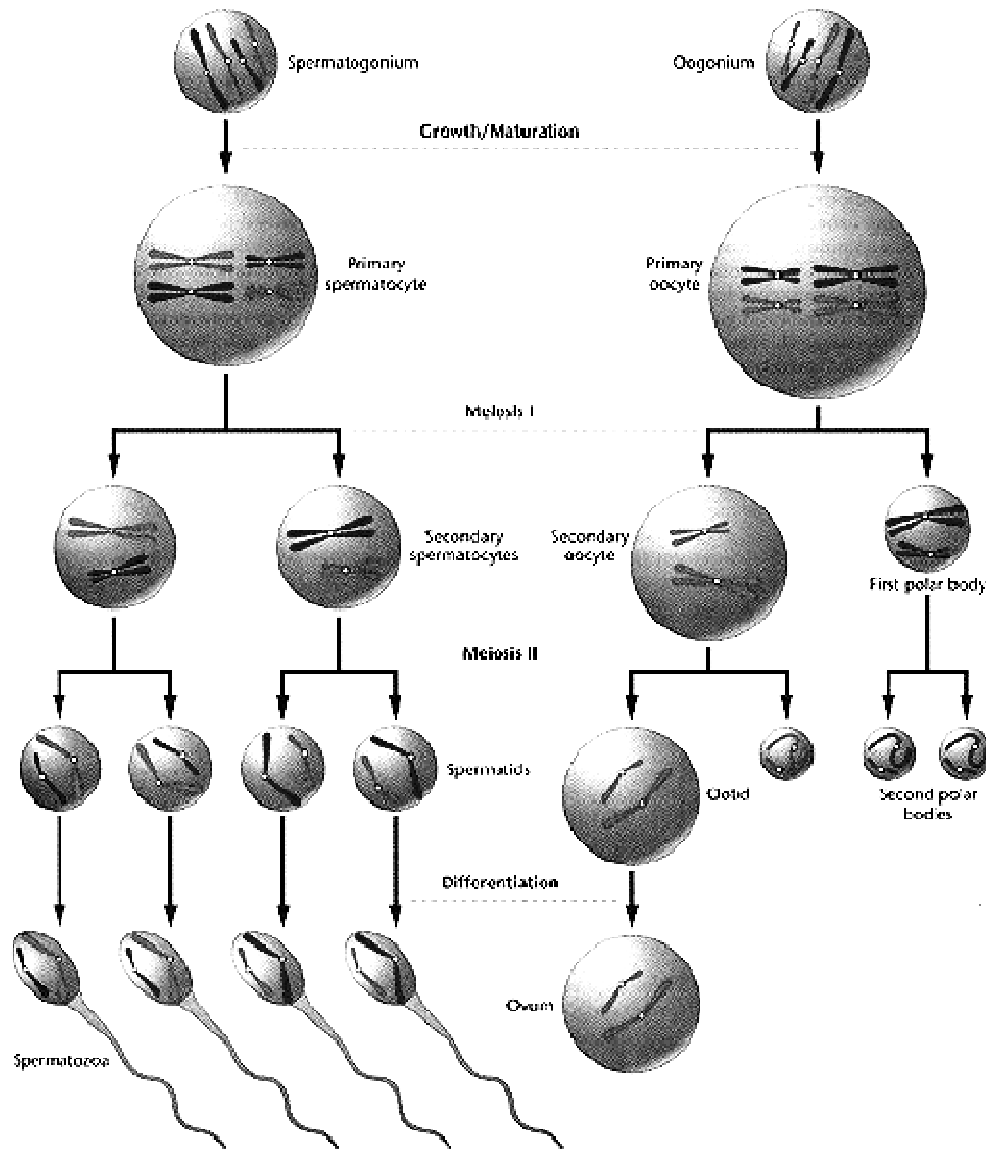 Spermatogonium
Oogonium
Growth/Maturation
Primary
spermatocyte
Primary
oocyte
Meiosis I
Secondary
spermatocytes
Secondary
oocyte
First polar body
Meiosis II
Spermatids
Ootid
Second polar
bodies
Differentiation
Ovum
Spermatozoa